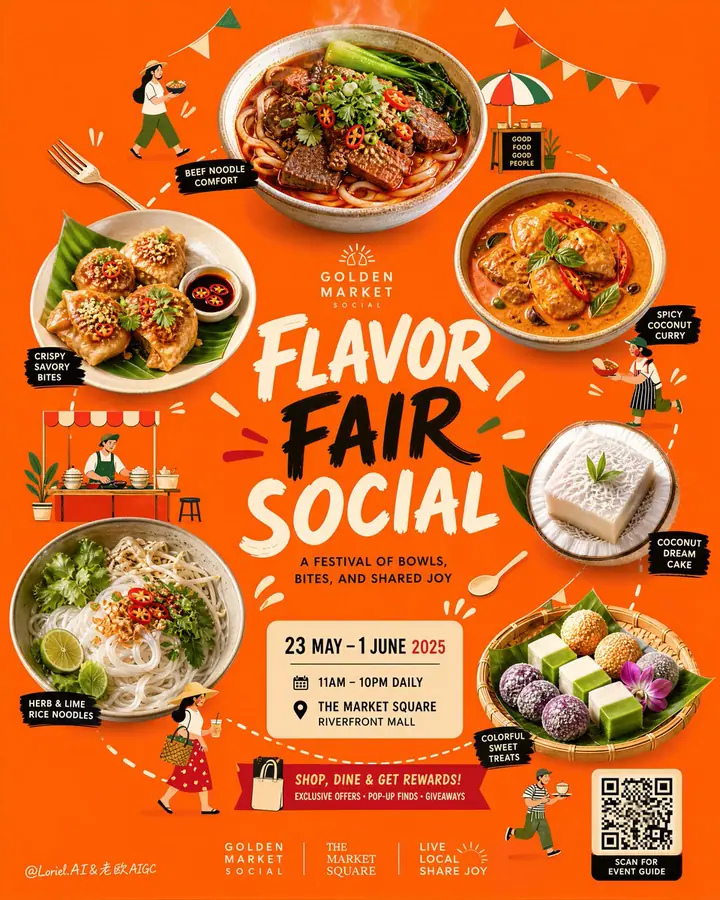 GOOD
FOOD
GOOD
PEOPLE
BEEF NOODLE
COMFORT
GOLDEN
MARKET
SOCIAL
SPICY
COCONUT
CURRY
CRISPY
SAVORY
BITES
FLAVOR
FAIR
SOCIAL
A FESTIVAL OF BOWLS,
BITES, AND SHARED JOY
COCONUT
DREAM
CAKE
23 MAY – 1 JUNE 2025
11AM – 10PM DAILY
THE MARKET SQUARE
RIVERFRONT MALL
HERB & LIME
RICE NOODLES
COLORFUL
SWEET
TREATS
SHOP, DINE & GET REWARDS!
EXCLUSIVE OFFERS • POP-UP FINDS • GIVEAWAYS
GOLDEN
MARKET
SOCIAL
THE
MARKET
SQUARE
LIVE
LOCAL
SHARE JOY
SCAN FOR
EVENT GUIDE
@Loriel.AI & 老欧AIGC